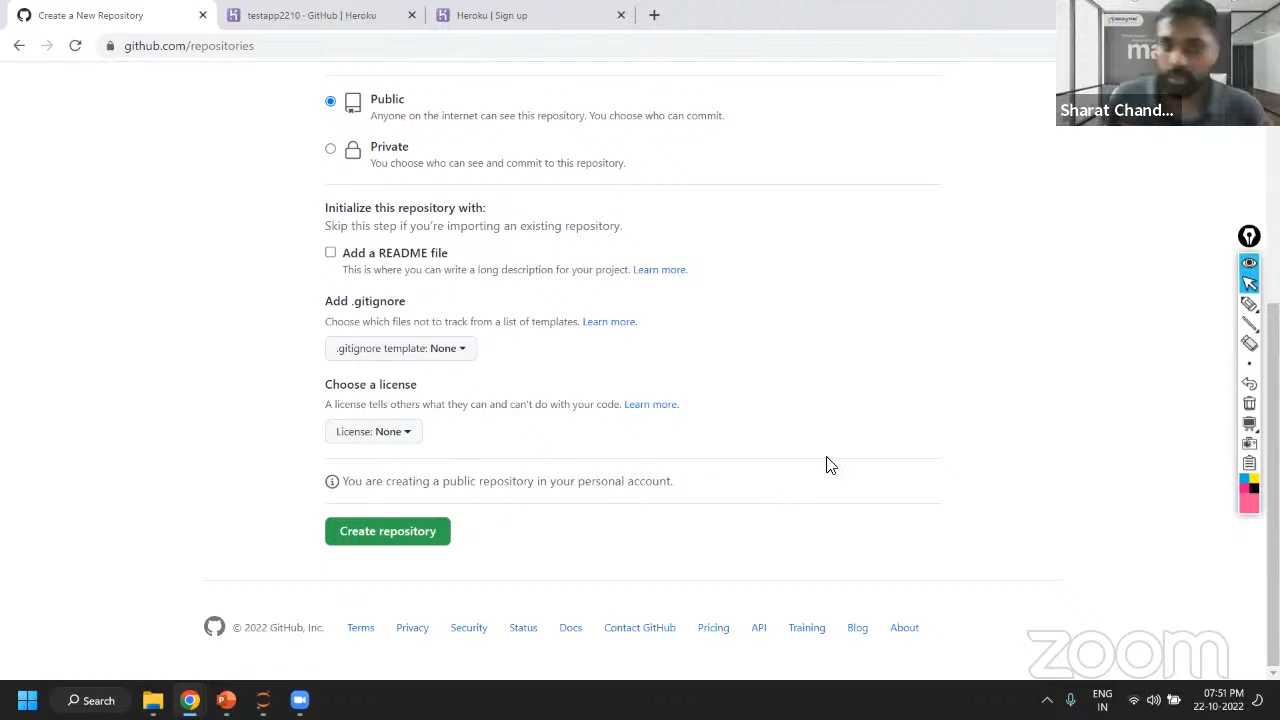 Create a New Repository
testapp2210 - GitHub | Heroku
Heroku | Sign up
github.com/repositories
ma
Sharat Chand...
Public
Anyone on the internet can see this repository. You choose who can commit.
Private
You choose who can see and commit to this repository.
Initialize this repository with:
Skip this step if you're importing an existing repository.
Add a README file
This is where you can write a long description for your project. Learn more.
Add .gitignore
Choose which files not to track from a list of templates. Learn more.
.gitignore template: None
Choose a license
A license tells others what they can and can't do with your code. Learn more.
License: None
You are creating a public repository in your personal account.
Create repository
© 2022 GitHub, Inc. Terms Privacy Security Status Docs Contact GitHub Pricing API Training Blog About
zoom
Search
ENG
IN
07:51 PM
22-10-2022